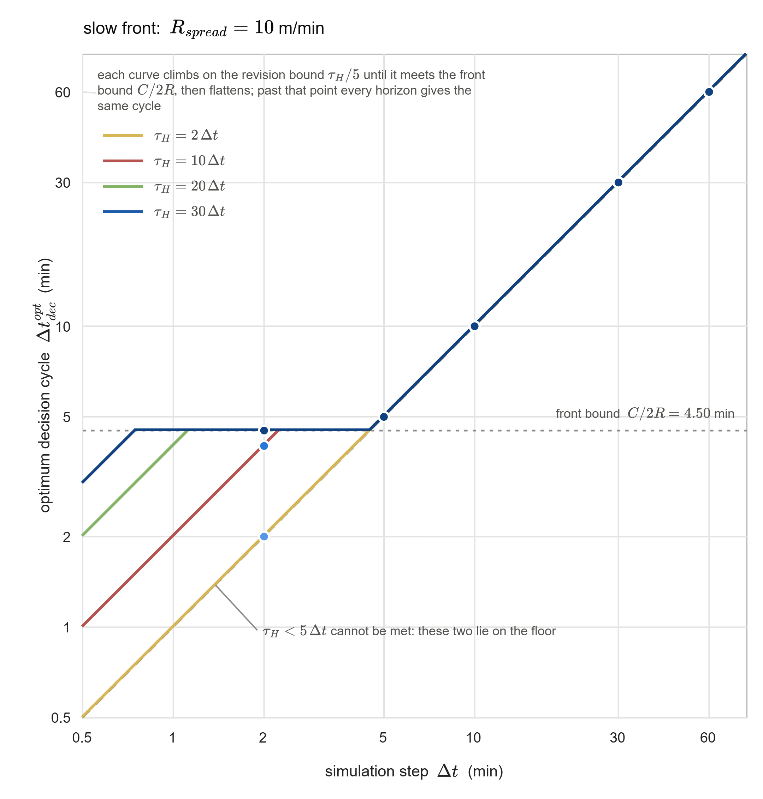 slow front: R_spread = 10 m/min
each curve climbs on the revision bound τ_H/5 until it meets the front
bound C/2R, then flattens; past that point every horizon gives the
same cycle
τ_H = 2 Δt
τ_H = 10 Δt
τ_H = 20 Δt
τ_H = 30 Δt
60
30
10
5
2
1
0.5
optimum decision cycle Δt_dec^opt (min)
front bound C/2R = 4.50 min
τ_H < 5 Δt cannot be met: these two lie on the floor
0.5
1
2
5
10
30
60
simulation step Δt (min)